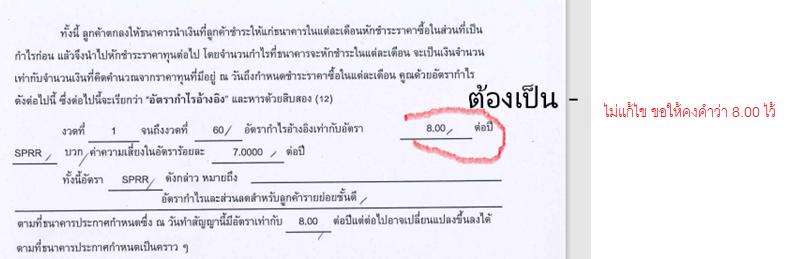 ทั้งนี้ ลูกค้าตกลงให้ธนาคารนำเงินที่ลูกค้าชำระให้แก่ธนาคารในแต่ละเดือนหักชำระราคาซื้อในส่วนที่เป็น
กำไรก่อน แล้วจึงนำไปหักชำระราคาทุนต่อไป โดยจำนวนกำไรที่ธนาคารจะหักชำระในแต่ละเดือน จะเป็นเงินจำนวน
เท่ากับจำนวนเงินที่คิดคำนวณจากราคาทุนที่มีอยู่ ณ วันถึงกำหนดชำระราคาซื้อในแต่ละเดือน คูณด้วยอัตรากำไร
ดังต่อไปนี้ ซึ่งต่อไปนี้จะเรียกว่า "อัตรากำไรอ้างอิง" และหารด้วยสิบสอง (12)
ต้องเป็น -
ไม่แก้ไข ขอให้คงคำว่า 8.00 ไว้
งวดที่ 1 จนถึงงวดที่ 60 อัตรากำไรอ้างอิงเท่ากับอัตรา 8.00 ต่อปี
SPRR บวก ค่าความเสี่ยงในอัตราร้อยละ 7.0000 ต่อปี
ทั้งนี้อัตรา SPRR ดังกล่าว หมายถึง
อัตรากำไรและส่วนลดสำหรับลูกค้ารายย่อยชั้นดี
ตามที่ธนาคารประกาศกำหนดซึ่ง ณ วันทำสัญญานี้มีอัตราเท่ากับ 8.00 ต่อปีแต่ต่อไปอาจเปลี่ยนแปลงขึ้นลงได้
ตามที่ธนาคารประกาศกำหนดเป็นคราว ๆ